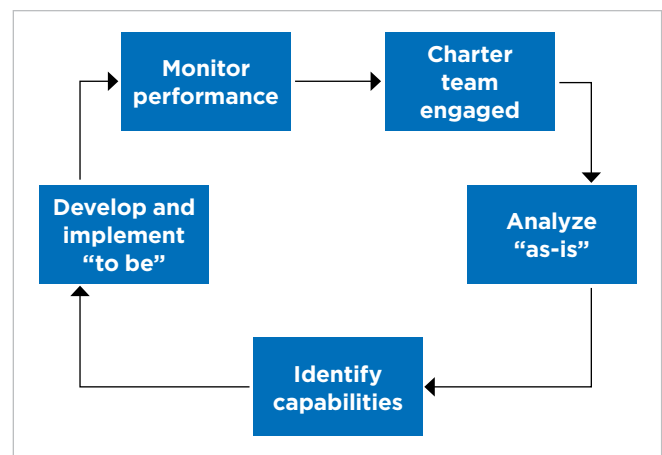 Monitor
performance
Charter
team
engaged
Develop and
implement
“to be”
Analyze
“as-is”
Identify
capabilities